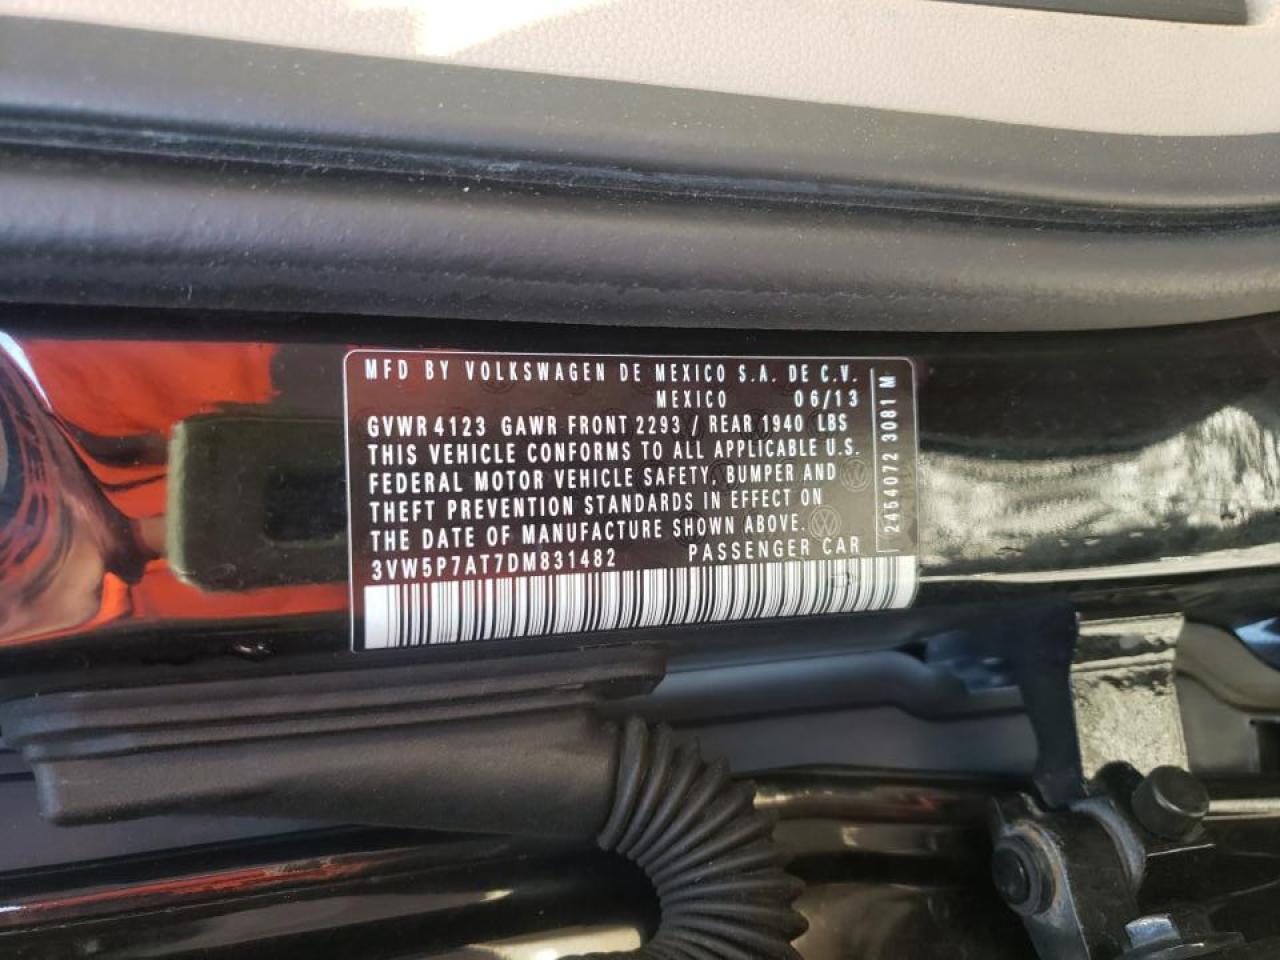 MFD BY VOLKSWAGEN DE MEXICO S.A. DE C.V.
MEXICO 06/13
GVWR 4123 GAWR FRONT 2293 / REAR 1940 LBS
THIS VEHICLE CONFORMS TO ALL APPLICABLE U.S.
FEDERAL MOTOR VEHICLE SAFETY, BUMPER AND
THEFT PREVENTION STANDARDS IN EFFECT ON
THE DATE OF MANUFACTURE SHOWN ABOVE.
3VW5P7AT7DM831482 PASSENGER CAR
2454072 3081 M